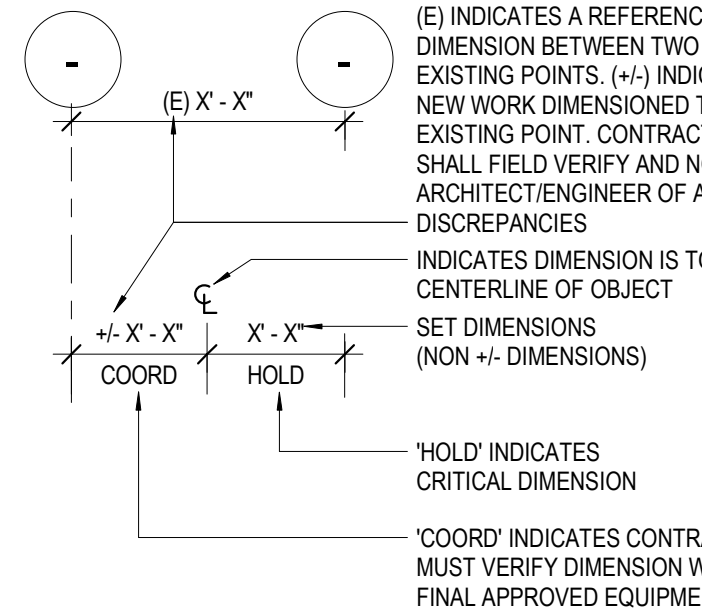 (E) INDICATES A REFERENC
DIMENSION BETWEEN TWO
EXISTING POINTS. (+/-) INDIC
NEW WORK DIMENSIONED T
EXISTING POINT. CONTRACT
SHALL FIELD VERIFY AND NO
ARCHITECT/ENGINEER OF A
DISCREPANCIES
- -
(E) X' - X"
INDICATES DIMENSION IS TO
CENTERLINE OF OBJECT
CL
+/- X' - X" X' - X"
SET DIMENSIONS
(NON +/- DIMENSIONS)
COORD HOLD
'HOLD' INDICATES
CRITICAL DIMENSION
'COORD' INDICATES CONTRA
MUST VERIFY DIMENSION W
FINAL APPROVED EQUIPME